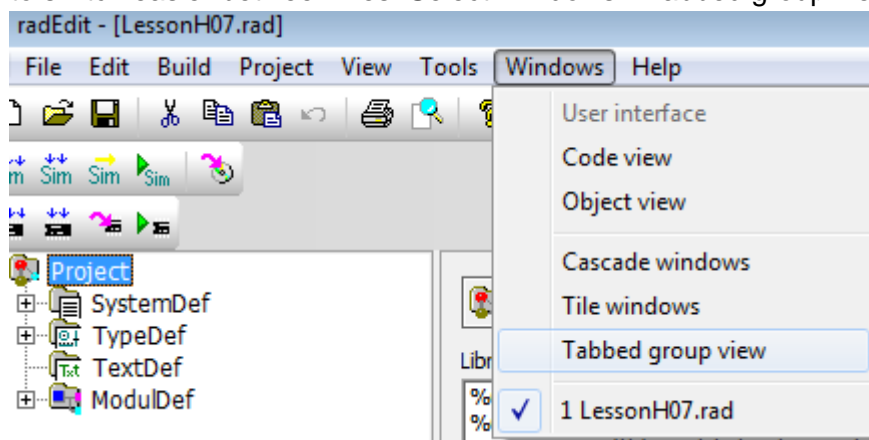 radEdit - [LessonH07.rad]
File Edit Build Project View Tools Windows Help
User interface
Sim Sim Sim
Code view
Object view
Project
Cascade windows
SystemDef
Tile windows
TypeDef
Tabbed group view
TextDef
Libr
ModulDef
%
1 LessonH07.rad
%